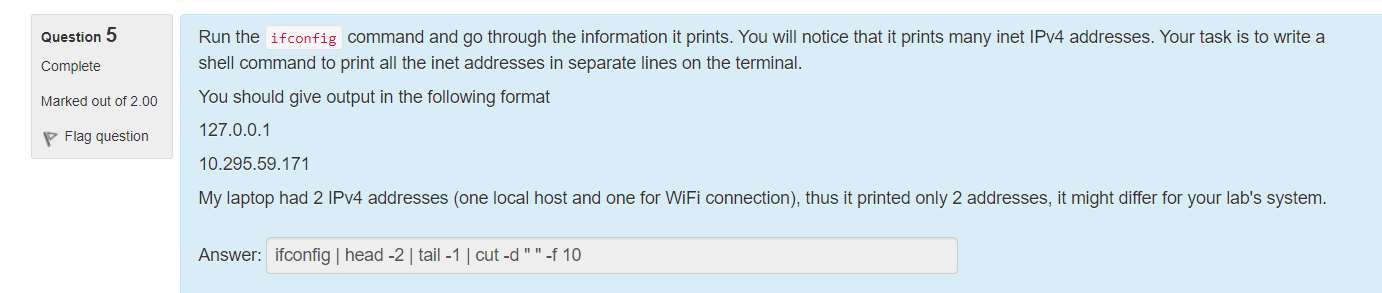 Question 5
Complete
Marked out of 2.00
Flag question
Run the ifconfig command and go through the information it prints. You will notice that it prints many inet IPv4 addresses. Your task is to write a
shell command to print all the inet addresses in separate lines on the terminal.
You should give output in the following format
127.0.0.1
10.295.59.171
My laptop had 2 IPv4 addresses (one local host and one for WiFi connection), thus it printed only 2 addresses, it might differ for your lab's system.
Answer: ifconfig | head -2 | tail -1 | cut -d " " -f 10